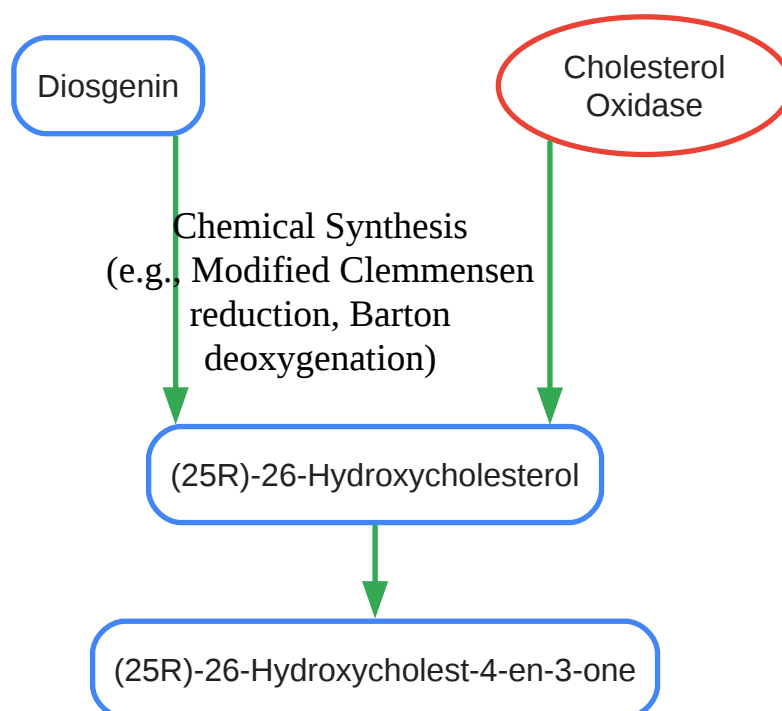 Diosgenin
Cholesterol
Oxidase
Chemical Synthesis
(e.g., Modified Clemmensen
reduction, Barton
deoxygenation)
(25R)-26-Hydroxycholesterol
(25R)-26-Hydroxycholest-4-en-3-one